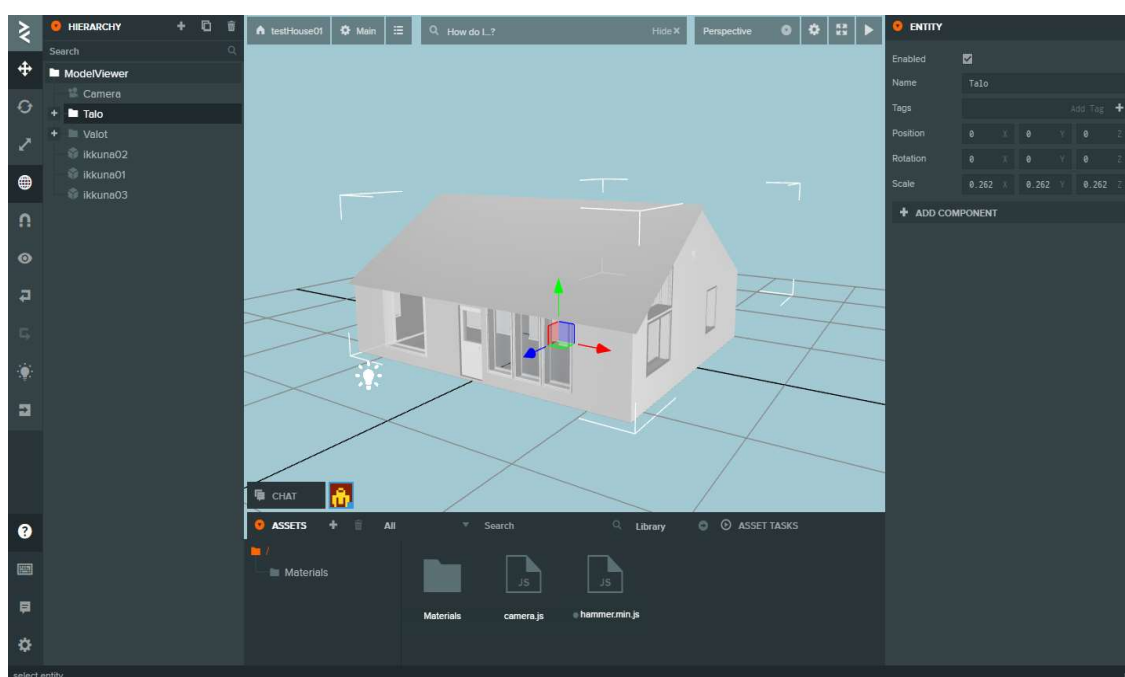 HIERARCHY
Search
ModelViewer
Camera
Talo
Valot
ikkuna02
ikkuna01
ikkuna03
testHouse01 Main How do I...? Hide X Perspective
CHAT
ASSETS All Search Library ASSET TASKS
/
Materials
JS JS
Materials camera.js hammer.min.js
select entity
ENTITY
Enabled
Name Talo
Tags Add Tag
Position 0 X 0 Y 0 Z
Rotation 0 X 0 Y 0 Z
Scale 0.262 X 0.262 Y 0.262 Z
ADD COMPONENT